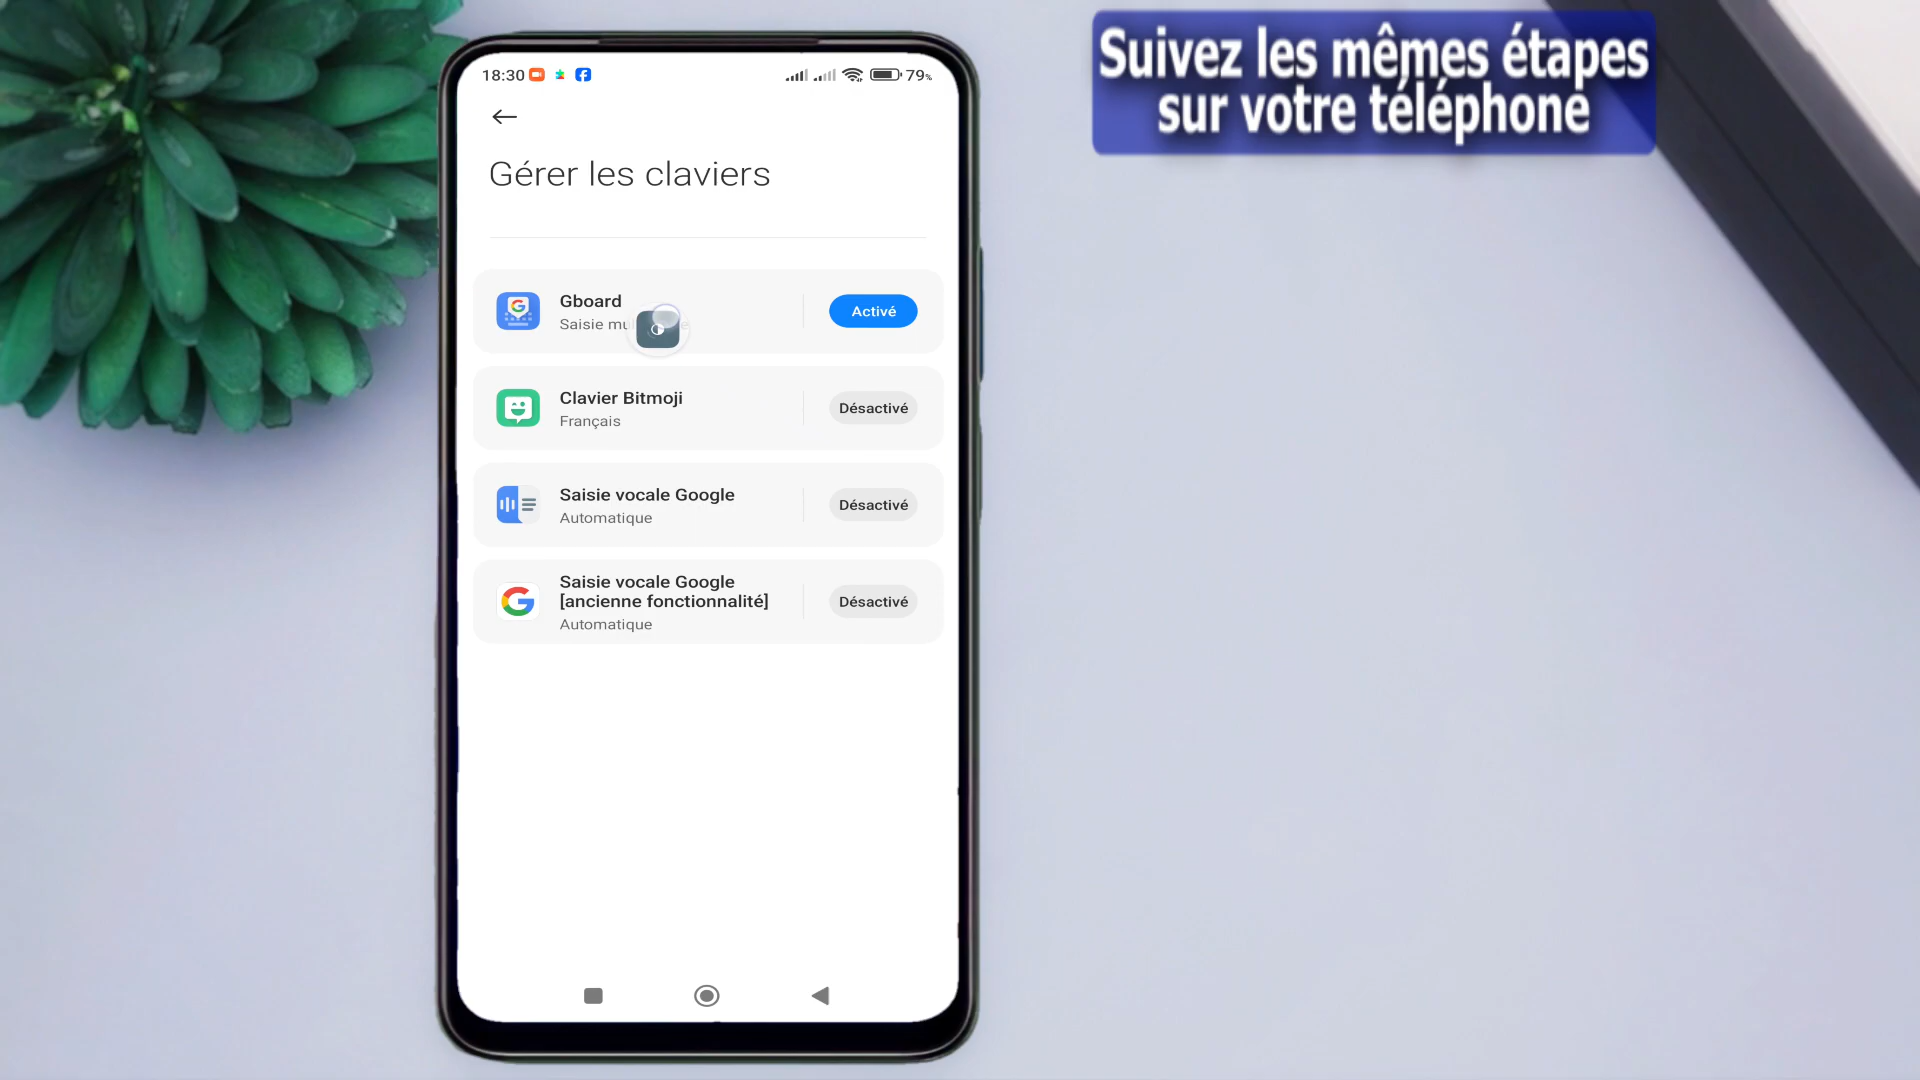 Suivez les mêmes étapes
sur votre téléphone
18:30
79%
Gérer les claviers
Gboard
Saisie
Activé
Clavier Bitmoji
Français
Désactivé
Saisie vocale Google
Automatique
Désactivé
Saisie vocale Google
[ancienne fonctionnalité]
Automatique
Désactivé